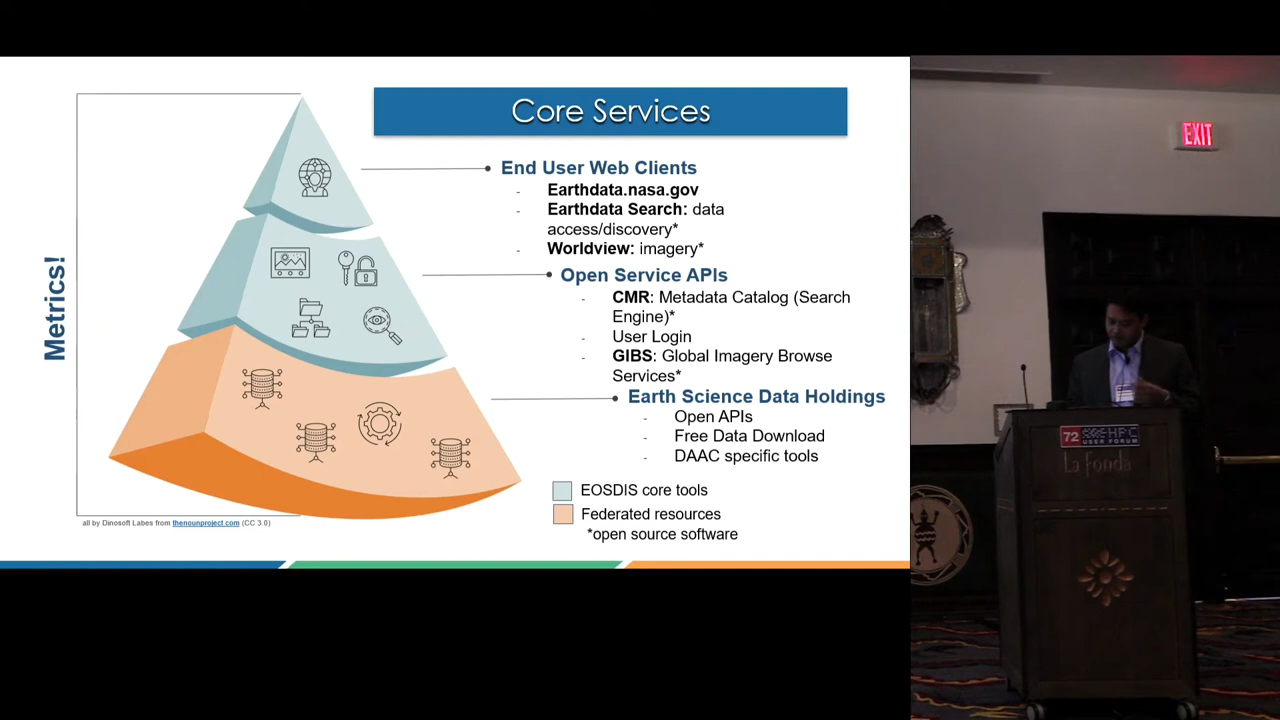 Core Services
Metrics!
End User Web Clients
- Earthdata.nasa.gov
- Earthdata Search: data
access/discovery*
- Worldview: imagery*
Open Service APIs
- CMR: Metadata Catalog (Search
Engine)*
- User Login
- GIBS: Global Imagery Browse
Services*
Earth Science Data Holdings
- Open APIs
- Free Data Download
- DAAC specific tools
EOSDIS core tools
Federated resources
*open source software
all by Dinosoft Labes from thenounproject.com (CC 3.0)
EXIT
72 HPC
USER FORUM
La Fonda